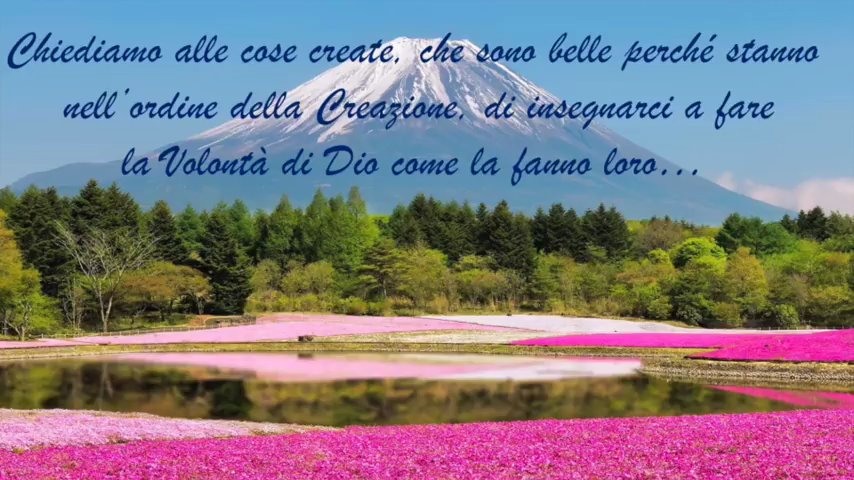 Chiediamo alle cose create, che sono belle perché stanno
nell'ordine della Creazione, di insegnarci a fare
la Volontà di Dio come la fanno loro...